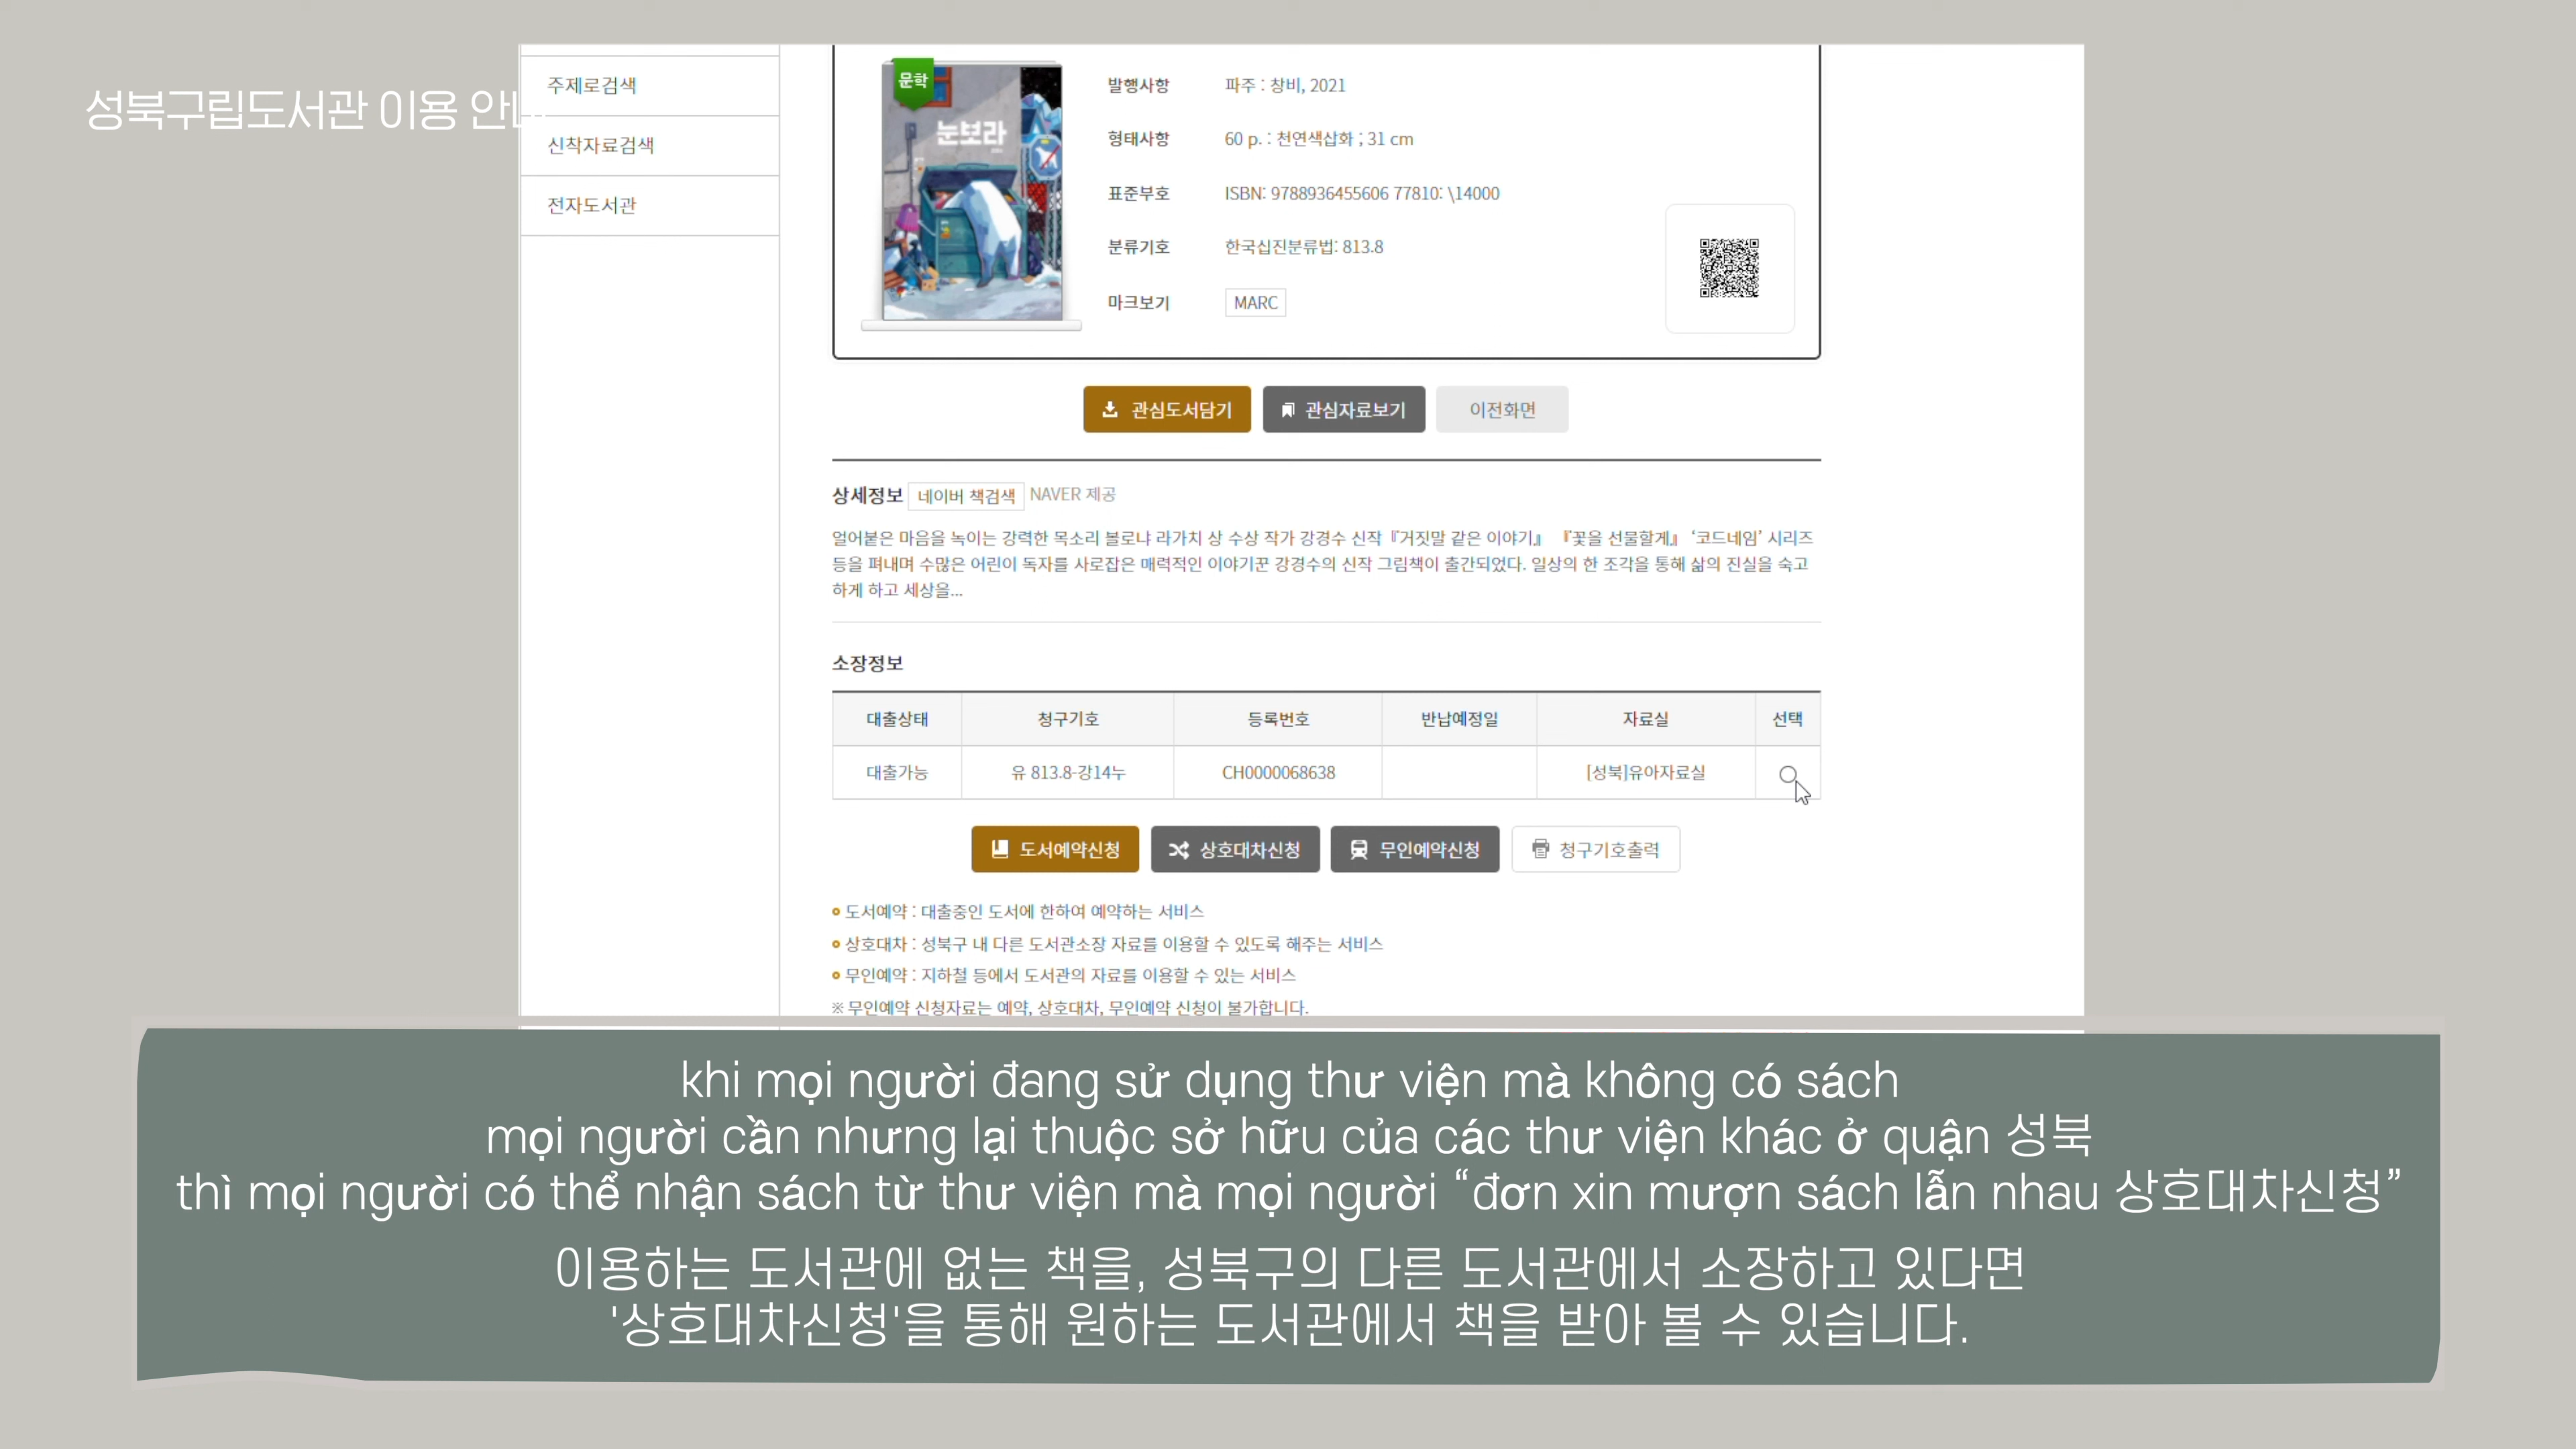 성북구립도서관 이용 안내
주제로검색
신착자료검색
전자도서관
문학
눈보라
발행사항 파주 : 창비, 2021
형태사항 60 p. : 천연색삽화 ; 31 cm
표준부호 ISBN: 9788936455606 77810: \14000
분류기호 한국십진분류법: 813.8
마크보기 MARC
관심도서담기 관심자료보기 이전화면
상세정보 네이버 책검색 NAVER 제공
얼어붙은 마음을 녹이는 강력한 목소리 볼로냐 라가치 상 수상 작가 강경수 신작『거짓말 같은 이야기』 『꽃을 선물할게』 ‘코드네임’ 시리즈
등을 펴내며 수많은 어린이 독자를 사로잡은 매력적인 이야기꾼 강경수의 신작 그림책이 출간되었다. 일상의 한 조각을 통해 삶의 진실을 숙고
하게 하고 세상을...
소장정보
대출상태 청구기호 등록번호 반납예정일 자료실 선택
대출가능 유 813.8-강14누 CH0000068638 [성북]유아자료실
도서예약신청 상호대차신청 무인예약신청 청구기호출력
도서예약 : 대출중인 도서에 한하여 예약하는 서비스
상호대차 : 성북구 내 다른 도서관소장 자료를 이용할 수 있도록 해주는 서비스
무인예약 : 지하철 등에서 도서관의 자료를 이용할 수 있는 서비스
※ 무인예약 신청자료는 예약, 상호대차, 무인예약 신청이 불가합니다.
khi mọi người đang sử dụng thư viện mà không có sách
mọi người cần nhưng lại thuộc sở hữu của các thư viện khác ở quận 성북
thì mọi người có thể nhận sách từ thư viện mà mọi người “đơn xin mượn sách lẫn nhau 상호대차신청”
이용하는 도서관에 없는 책을, 성북구의 다른 도서관에서 소장하고 있다면
'상호대차신청'을 통해 원하는 도서관에서 책을 받아 볼 수 있습니다.